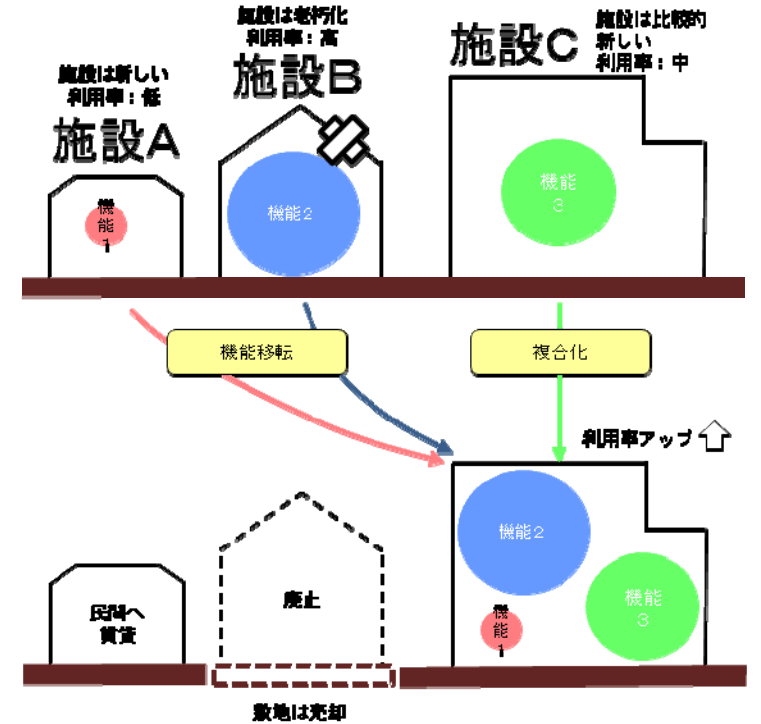 施設は新しい
利用率：低
施設A
機
能
1
施設は老朽化
利用率：高
施設B
機能2
施設C
施設は比較的
新しい
利用率：中
機能
3
機能移転
複合化
利用率アップ
民間へ
賃貸
廃止
敷地は売却
機能2
機
能
1
機能
3